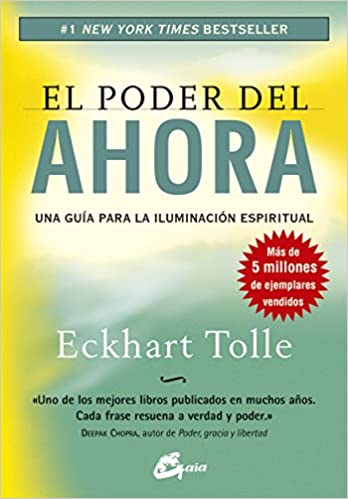 #1 NEW YORK TIMES BESTSELLER
EL PODER DEL
AHORA
UNA GUÍA PARA LA ILUMINACIÓN ESPIRITUAL
Más de
5 millones
de ejemplares
vendidos
Eckhart Tolle
«Uno de los mejores libros publicados en muchos años.
Cada frase resuena a verdad y poder.»
DEEPAK CHOPRA, autor de Poder, gracia y libertad
Gaia